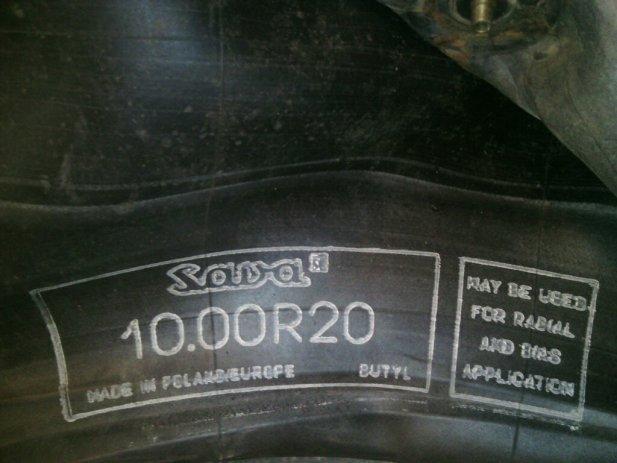 Sava
10.00R20
MADE IN POLAND/EUROPE BUTYL
MAY BE USED
FOR RADIAL
AND BIAS
APPLICATION